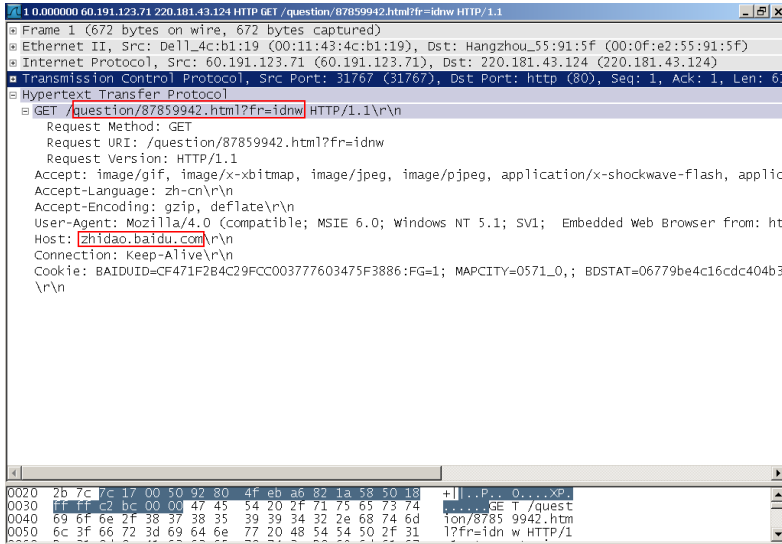 1 0.000000 60.191.123.71 220.181.43.124 HTTP GET /question/87859942.html?fr=idnw HTTP/1.1
Frame 1 (672 bytes on wire, 672 bytes captured)
Ethernet II, Src: Dell_4c:b1:19 (00:11:43:4c:b1:19), Dst: Hangzhou_55:91:5f (00:0f:e2:55:91:5f)
Internet Protocol, Src: 60.191.123.71 (60.191.123.71), Dst: 220.181.43.124 (220.181.43.124)
Transmission Control Protocol, Src Port: 31767 (31767), Dst Port: http (80), Seq: 1, Ack: 1, Len: 6
Hypertext Transfer Protocol
GET /question/87859942.html?fr=idnw HTTP/1.1\r\n
Request Method: GET
Request URI: /question/87859942.html?fr=idnw
Request Version: HTTP/1.1
Accept: image/gif, image/x-xbitmap, image/jpeg, image/pjpeg, application/x-shockwave-flash, applic
Accept-Language: zh-cn\r\n
Accept-Encoding: gzip, deflate\r\n
User-Agent: Mozilla/4.0 (compatible; MSIE 6.0; Windows NT 5.1; SV1; Embedded Web Browser from: ht
Host: zhidao.baidu.com\r\n
Connection: Keep-Alive\r\n
Cookie: BAIDUID=CF471F2B4C29FCC003777603475F3886:FG=1; MAPCITY=0571_0,; BDSTAT=06779be4c16cdc404b3
\r\n
0020 2b 7c 7c 17 00 50 92 80 4f eb a6 82 1a 58 50 18 +||..P.. O....XP.
0030 ff ff c2 bc 00 00 47 45 54 20 2f 71 75 65 73 74 ......GE T /quest
0040 69 6f 6e 2f 38 37 38 35 39 39 34 32 2e 68 74 6d ion/8785 9942.htm
0050 6c 3f 66 72 3d 69 64 6e 77 20 48 54 54 50 2f 31 l?fr=idn w HTTP/1